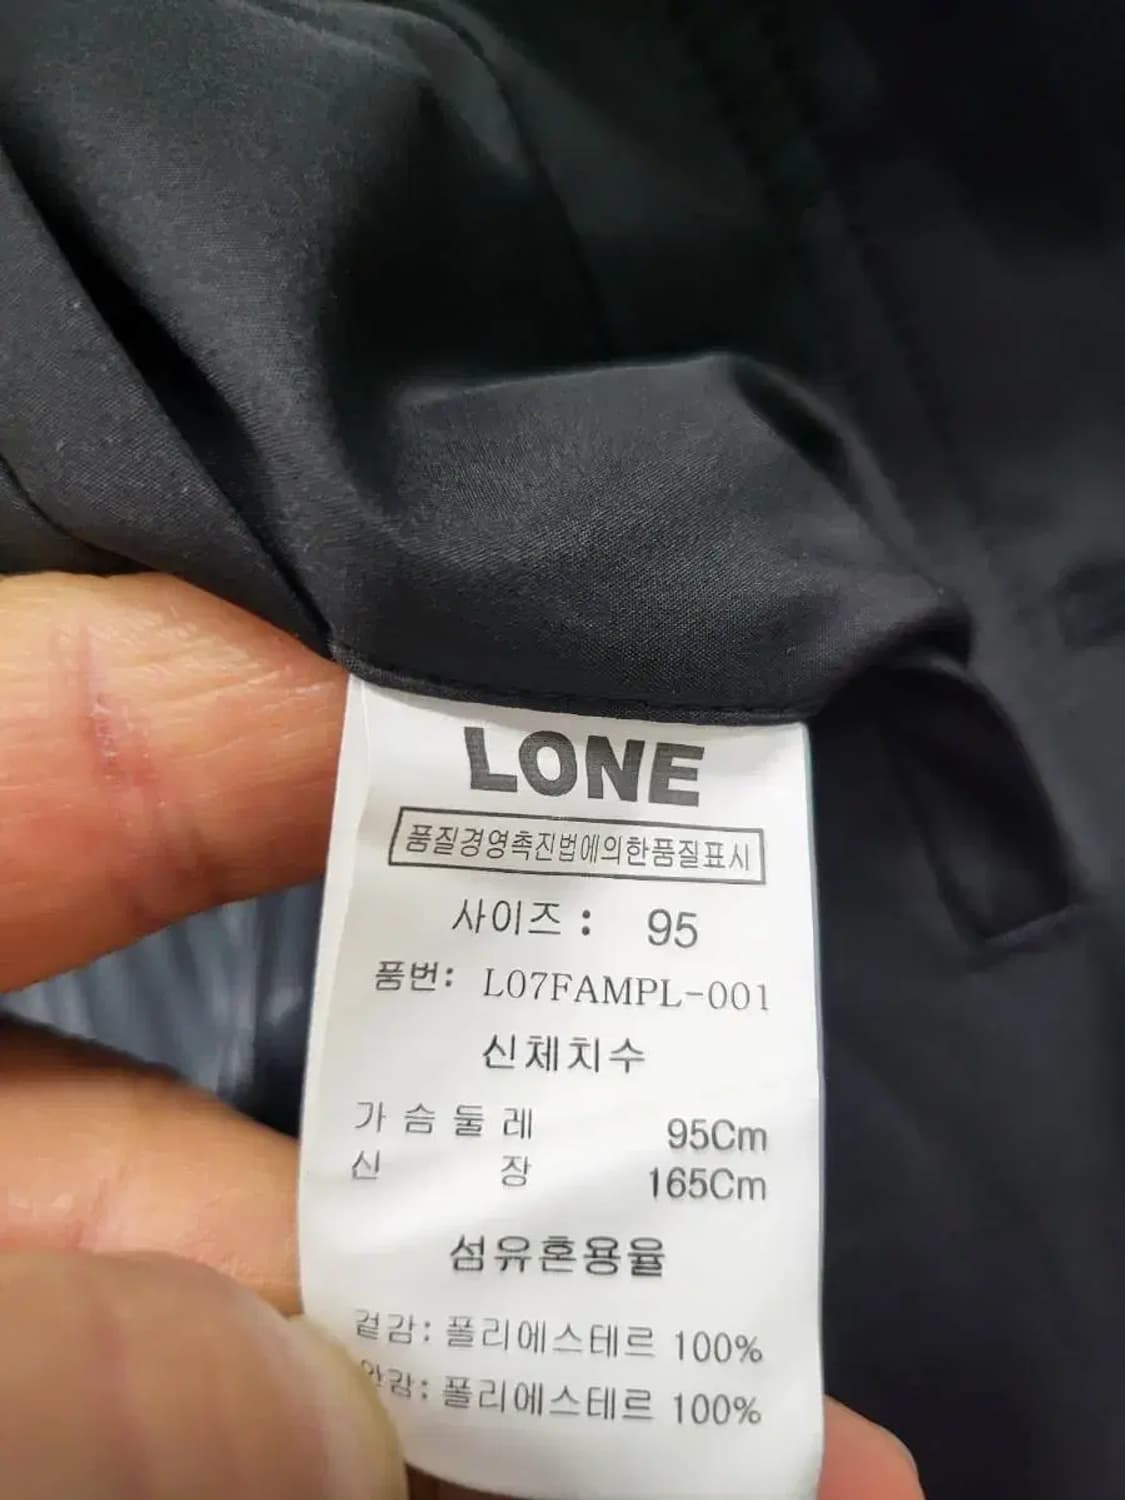 LONE
품질경영촉진법에의한품질표시
사이즈 : 95
품번: L07FAMPL-001
신체치수
가슴둘레 95Cm
신장 165Cm
섬유혼용율
겉감: 폴리에스테르 100%
안감: 폴리에스테르 100%